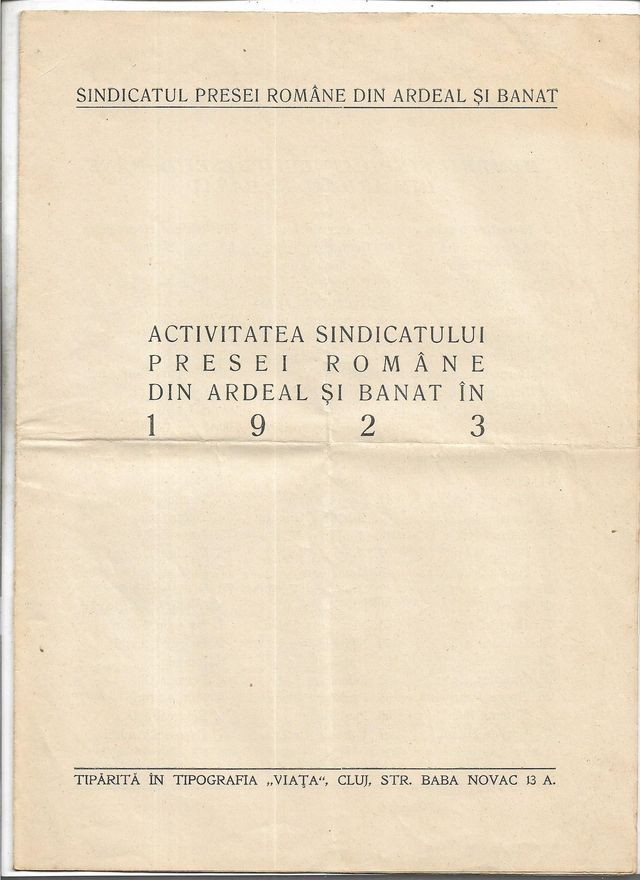 SINDICATUL PRESEI ROMÂNE DIN ARDEAL ȘI BANAT
ACTIVITATEA SINDICATULUI
PRESEI ROMÂNE
DIN ARDEAL ȘI BANAT ÎN
1 9 2 3
TIPĂRITĂ ÎN TIPOGRAFIA „VIAȚA“, CLUJ, STR. BABA NOVAC 13 A.